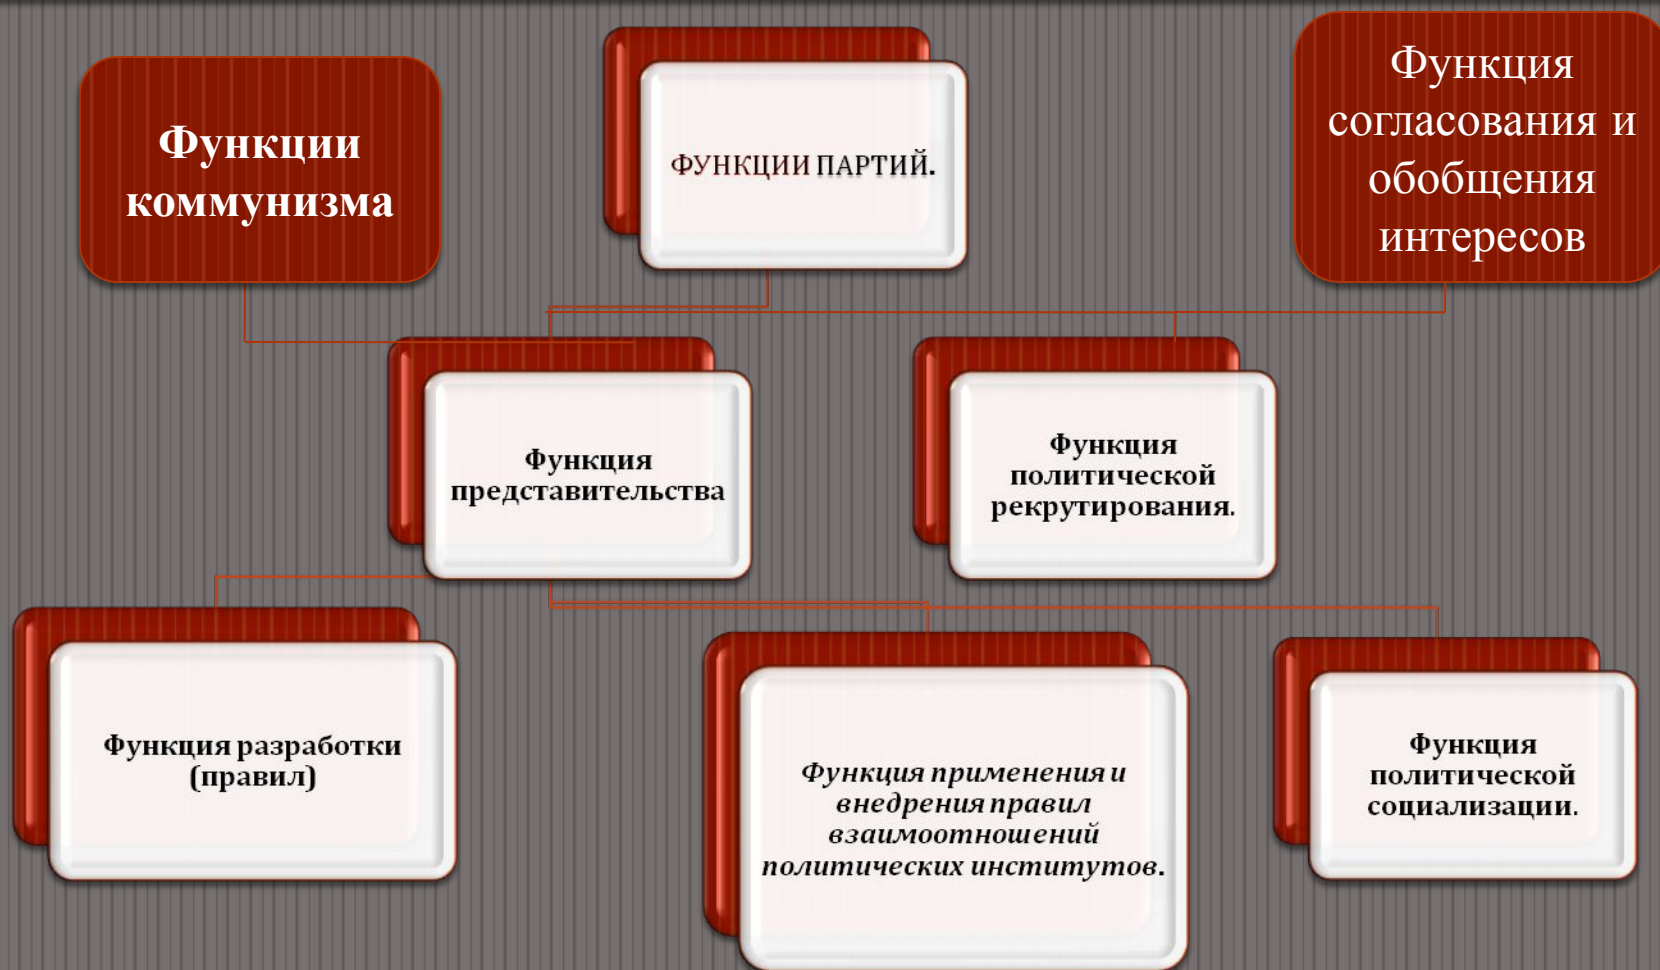 Функции
коммунизма
ФУНКЦИИ ПАРТИЙ.
Функция
согласования и
обобщения
интересов
Функция
представительства
Функция
политической
рекрутирования.
Функция разработки
(правил)
Функция применения и
внедрения правил
взаимоотношений
политических институтов.
Функция
политической
социализации.